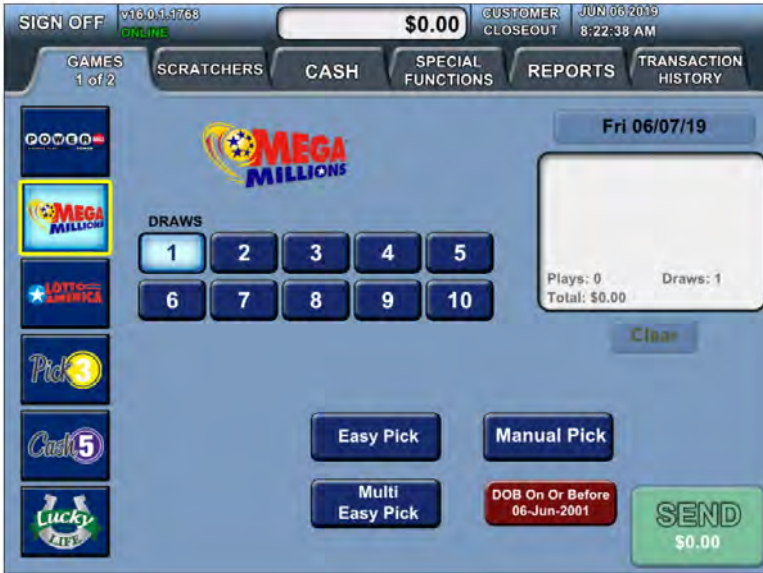 SIGN OFF
v16.0.1.1768
ONLINE
$0.00
CUSTOMER
CLOSEOUT
JUN 06 2019
8:22:38 AM
GAMES
1 of 2
SCRATCHERS
CASH
SPECIAL
FUNCTIONS
REPORTS
TRANSACTION
HISTORY
POWER
MEGA
MILLIONS
Fri 06/07/19
MEGA
MILLIONS
DRAWS
1 2 3 4 5
6 7 8 9 10
Plays: 0 Draws: 1
Total: $0.00
Clear
LOTTO
AMERICA
Pick 3
Cash 5
Lucky
LIFE
Easy Pick
Manual Pick
Multi
Easy Pick
DOB On Or Before
06-Jun-2001
SEND
$0.00